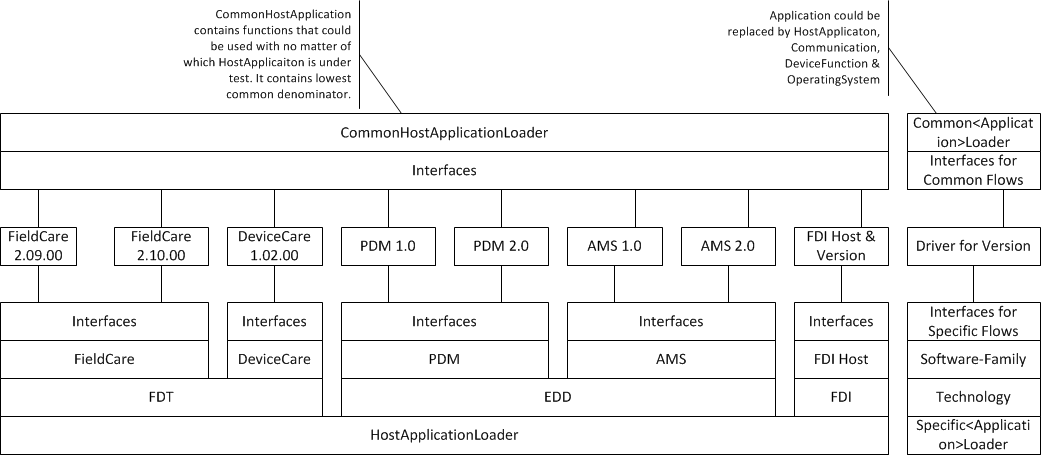 CommonHostApplication
contains functions that could
be used with no matter of
which HostApplicaiton is under
test. It contains lowest
common denominator.
Application could be
replaced by HostApplicaton,
Communication,
DeviceFunction &
OperatingSystem
CommonHostApplicationLoader
Common<Applicat
ion>Loader
Interfaces
Interfaces for
Common Flows
FieldCare
2.09.00
FieldCare
2.10.00
DeviceCare
1.02.00
PDM 1.0
PDM 2.0
AMS 1.0
AMS 2.0
FDI Host &
Version
Driver for Version
Interfaces
Interfaces
Interfaces
Interfaces
Interfaces
Interfaces for
Specific Flows
FieldCare
DeviceCare
PDM
AMS
FDI Host
Software-Family
FDT
EDD
FDI
Technology
HostApplicationLoader
Specific<Applicati
on>Loader